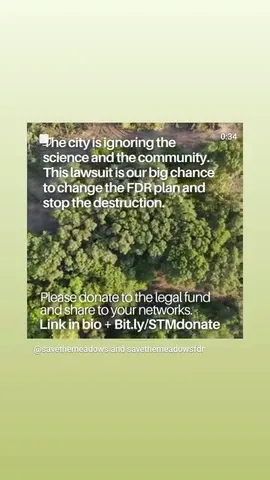 The city is ignoring the
0:34
science and the community.
This lawsuit is our big chance
to change the FDR plan and
stop the destruction.
Please donate to the legal fund
and share to your networks.
Link in bio + Bit.ly/STMdonate
@savethemeadows and savethemeadowsfdr